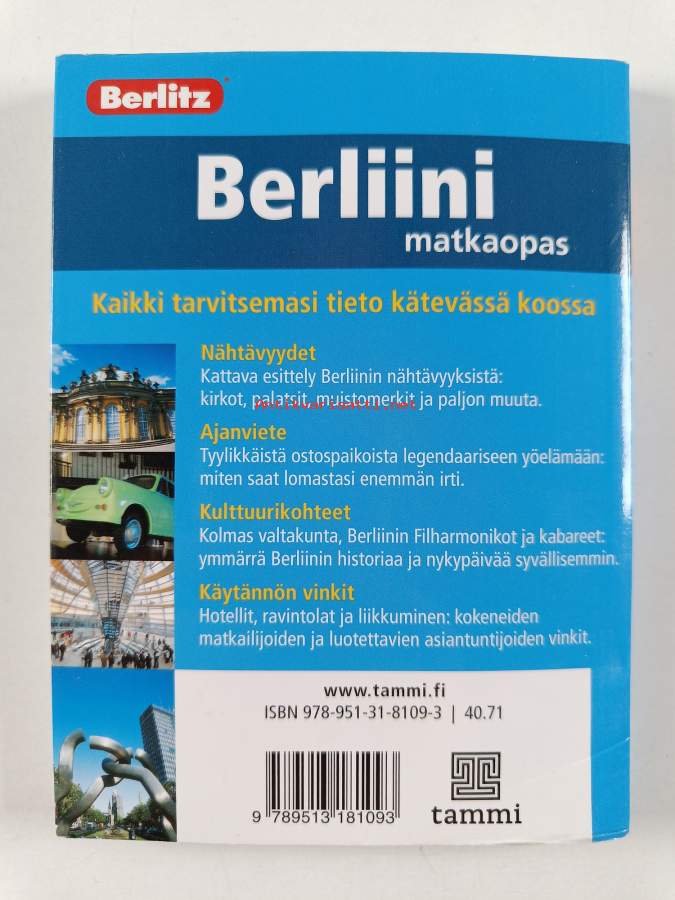 Berlitz
Berliini
matkaopas
Kaikki tarvitsemasi tieto kätevässä koossa
Nähtävyydet
Kattava esittely Berliinin nähtävyyksistä:
kirkot, palatsit, muistomerkit ja paljon muuta.
Antikvariaatti.net
Ajanviete
Tyylikkäistä ostospaikoista legendaariseen yöelämään:
miten saat lomastasi enemmän irti.
Kulttuurikohteet
Kolmas valtakunta, Berliinin Filharmonikot ja kabareet:
ymmärrä Berliinin historiaa ja nykypäivää syvällisemmin.
Käytännön vinkit
Hotellit, ravintolat ja liikkuminen: kokeneiden
matkailijoiden ja luotettavien asiantuntijoiden vinkit.
www.tammi.fi
ISBN 978-951-31-8109-3 | 40.71
9 789513 181093
tammi